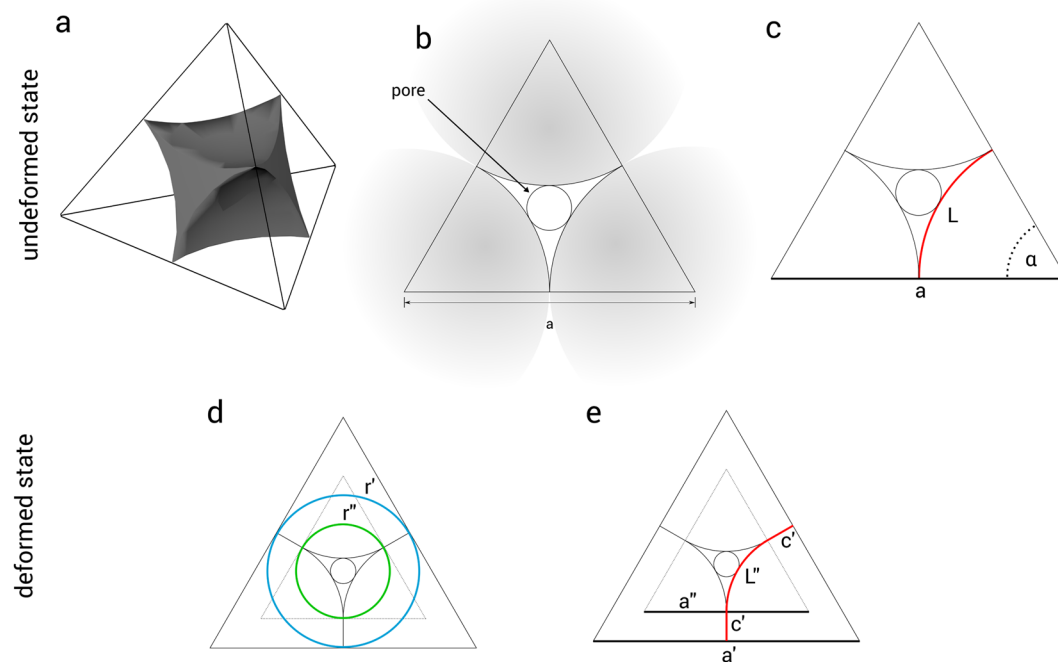 undeformed state
a
b
pore
a
c
L
α
a
deformed state
d
r'
r"
e
c'
L"
a"
c'
a'